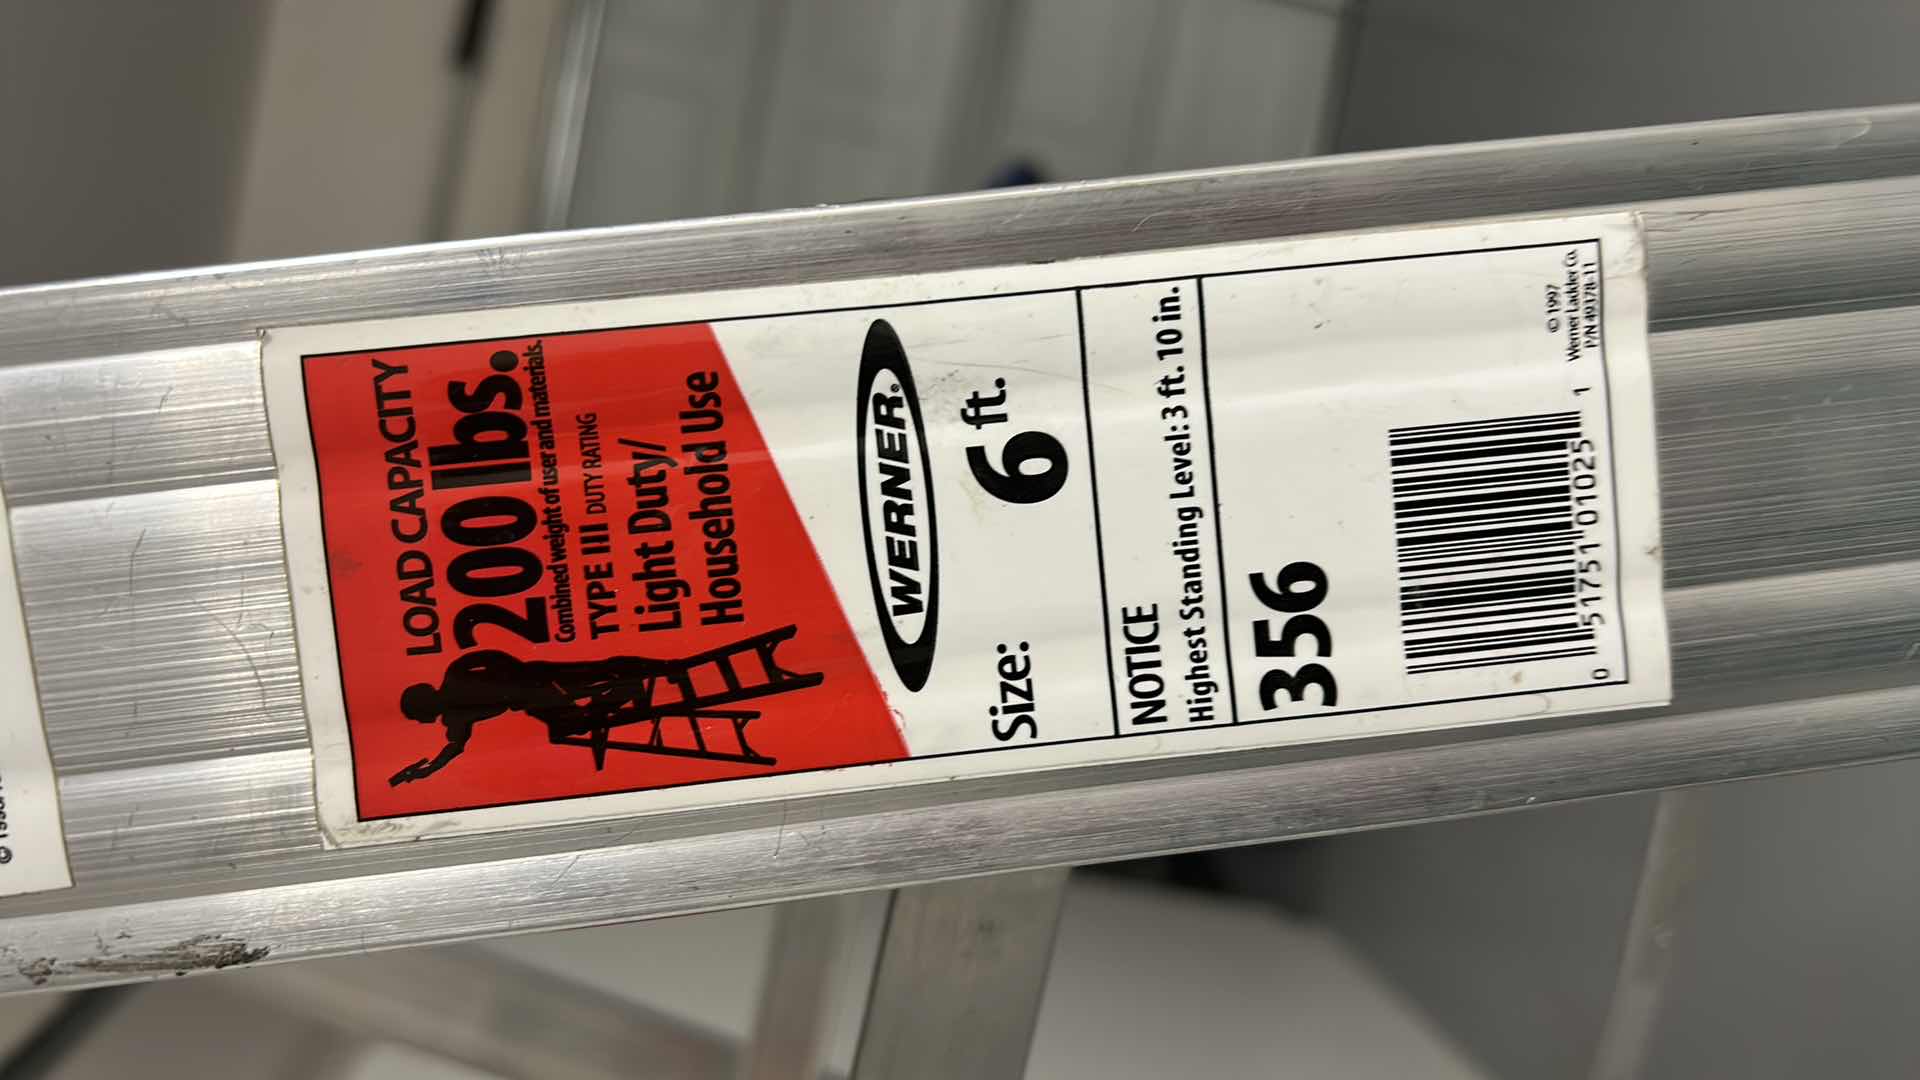 LOAD CAPACITY
200 lbs.
Combined weight of user and materials.
TYPE III DUTY RATING
Light Duty/
Household Use
WERNER®
Size: 6 ft.
NOTICE
Highest Standing Level: 3 ft. 10 in.
356
0 51751 01025 1
© 1997
Werner Ladder Co.
P/N 49378-11